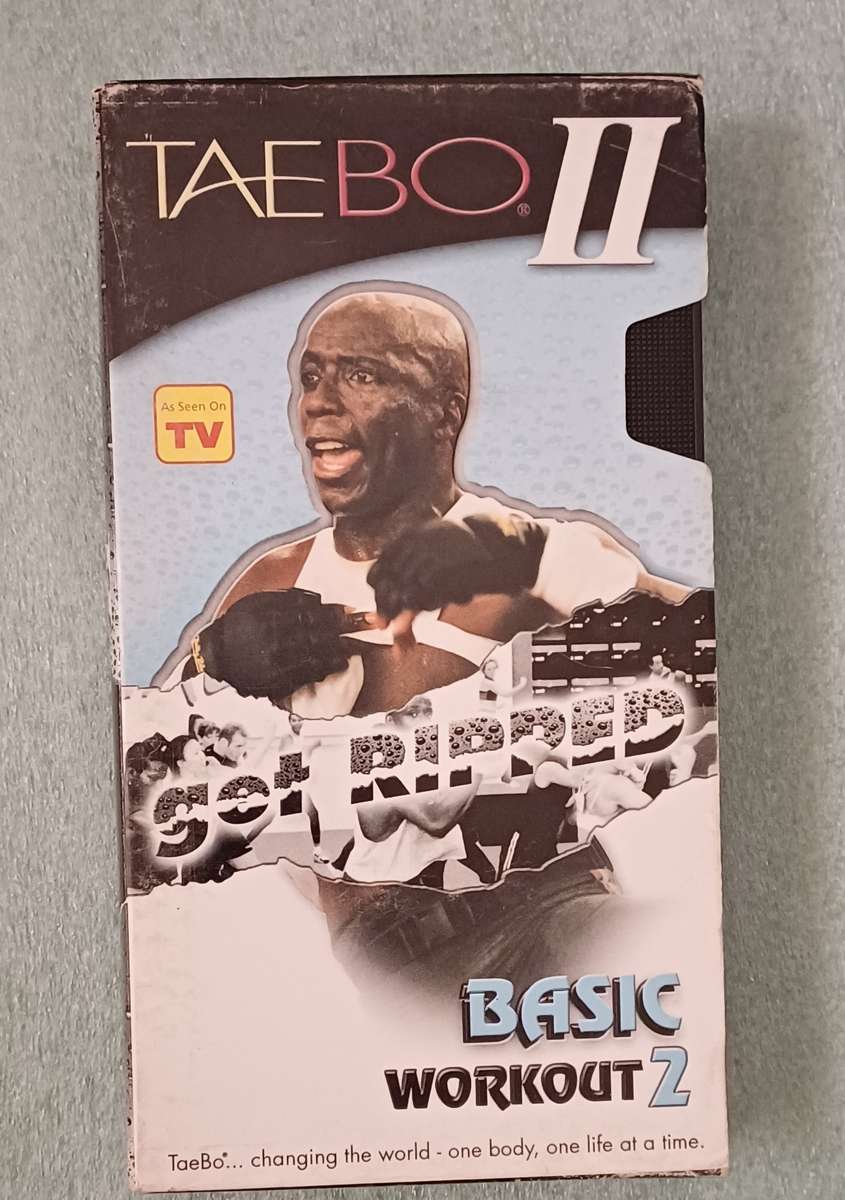 TAEBO® II
As Seen On
TV
get RIPPED
BASIC
WORKOUT 2
TaeBo®... changing the world - one body, one life at a time.